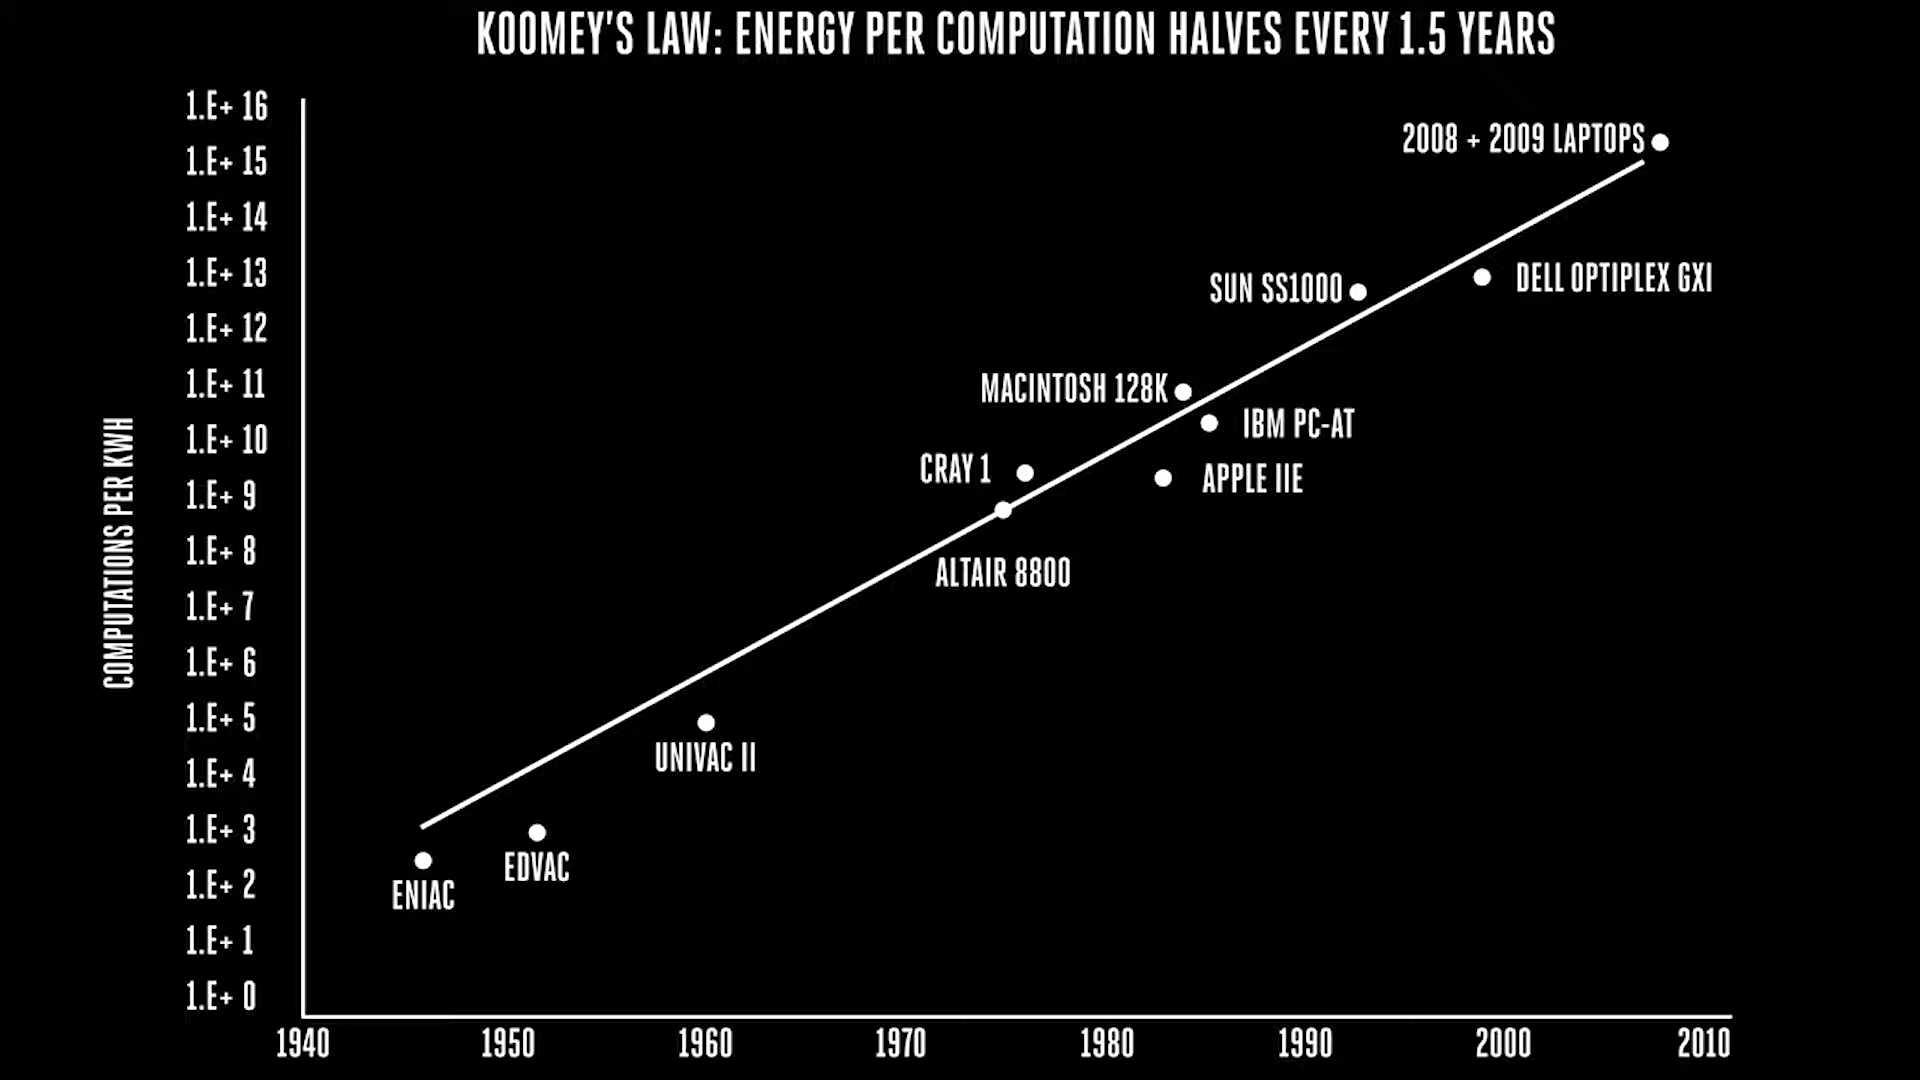 KOOMEY'S LAW: ENERGY PER COMPUTATION HALVES EVERY 1.5 YEARS
COMPUTATIONS PER KWH
1.E+ 16
1.E+ 15
1.E+ 14
1.E+ 13
1.E+ 12
1.E+ 11
1.E+ 10
1.E+ 9
1.E+ 8
1.E+ 7
1.E+ 6
1.E+ 5
1.E+ 4
1.E+ 3
1.E+ 2
1.E+ 1
1.E+ 0
2008 + 2009 LAPTOPS
DELL OPTIPLEX GXI
SUN SS1000
MACINTOSH 128K
IBM PC-AT
CRAY 1
APPLE IIE
ALTAIR 8800
UNIVAC II
EDVAC
ENIAC
1940 1950 1960 1970 1980 1990 2000 2010